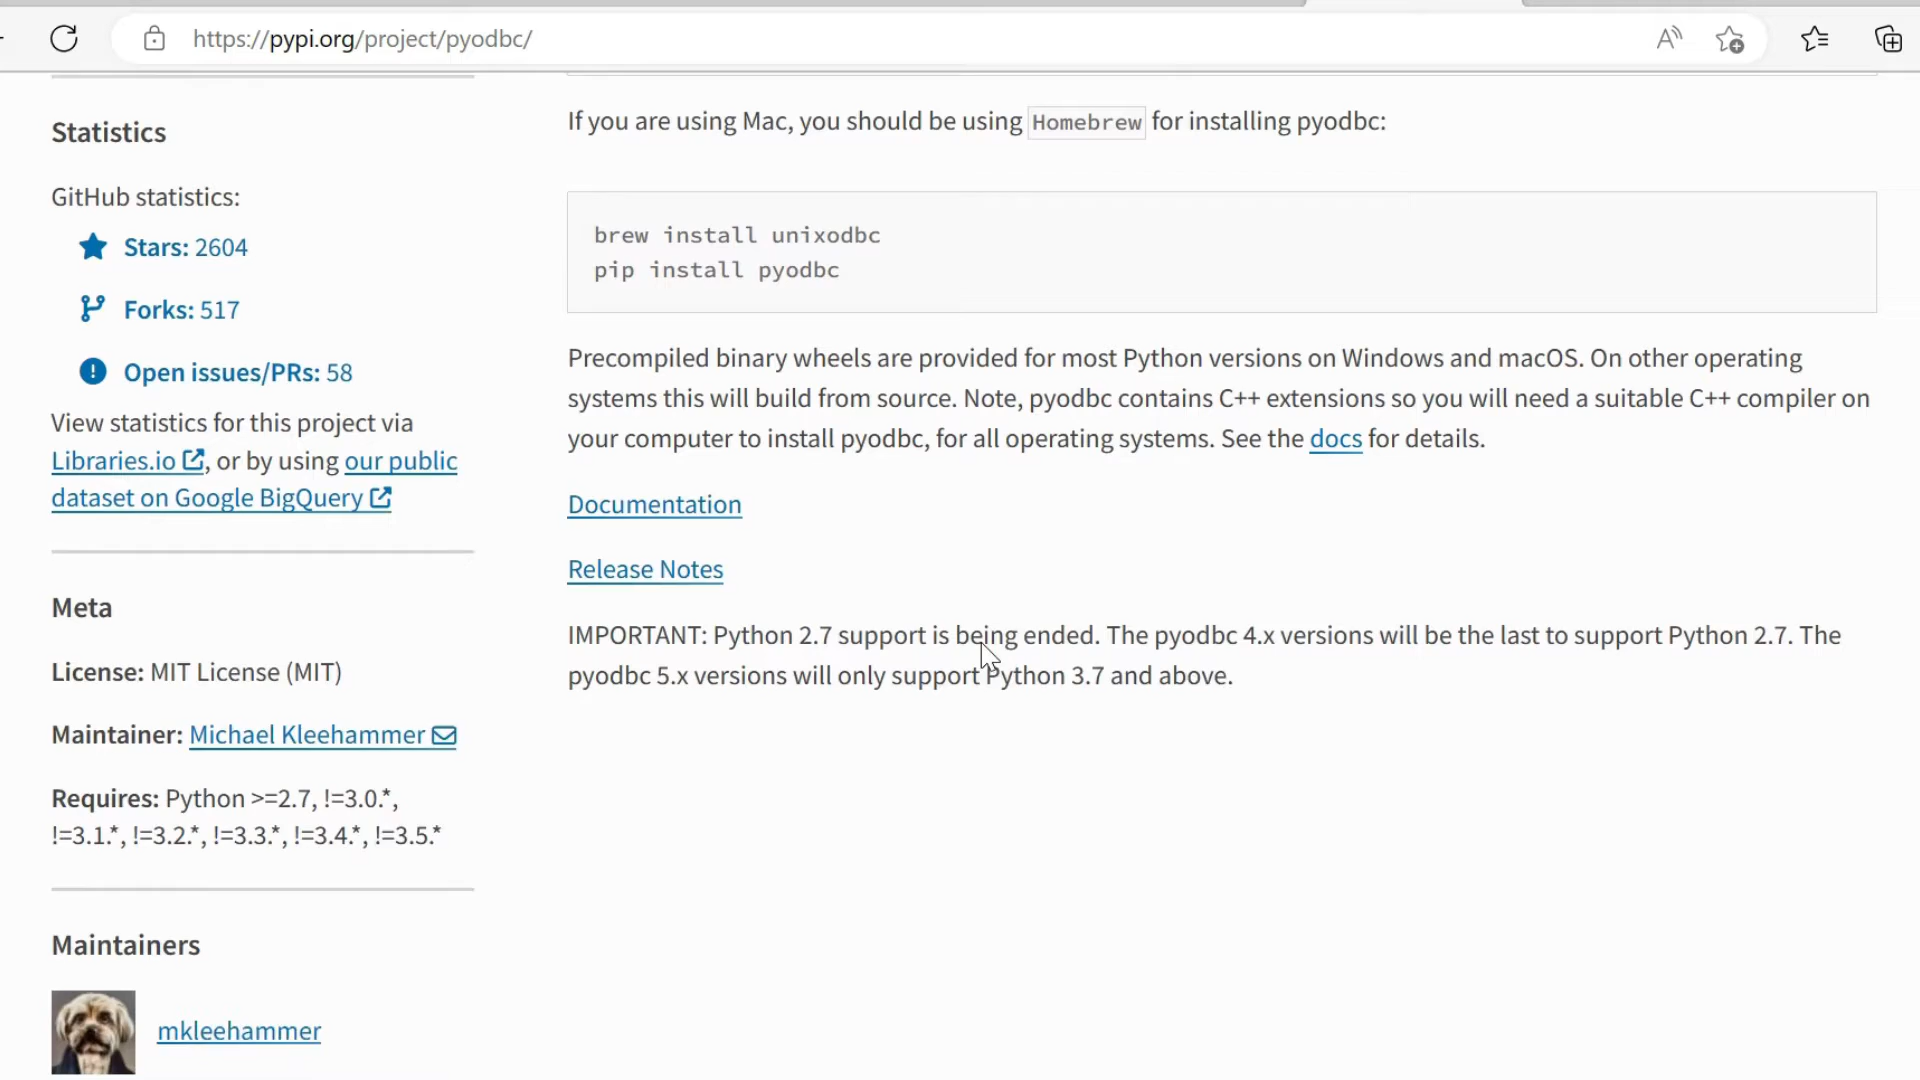 https://pypi.org/project/pyodbc/
Statistics
GitHub statistics:
Stars: 2604
Forks: 517
Open issues/PRs: 58
View statistics for this project via
Libraries.io, or by using our public
dataset on Google BigQuery
Meta
License: MIT License (MIT)
Maintainer: Michael Kleehammer
Requires: Python >=2.7, !=3.0.*,
!=3.1.*, !=3.2.*, !=3.3.*, !=3.4.*, !=3.5.*
Maintainers
mkleehammer
If you are using Mac, you should be using Homebrew for installing pyodbc:
brew install unixodbc
pip install pyodbc
Precompiled binary wheels are provided for most Python versions on Windows and macOS. On other operating
systems this will build from source. Note, pyodbc contains C++ extensions so you will need a suitable C++ compiler on
your computer to install pyodbc, for all operating systems. See the docs for details.
Documentation
Release Notes
IMPORTANT: Python 2.7 support is being ended. The pyodbc 4.x versions will be the last to support Python 2.7. The
pyodbc 5.x versions will only support Python 3.7 and above.